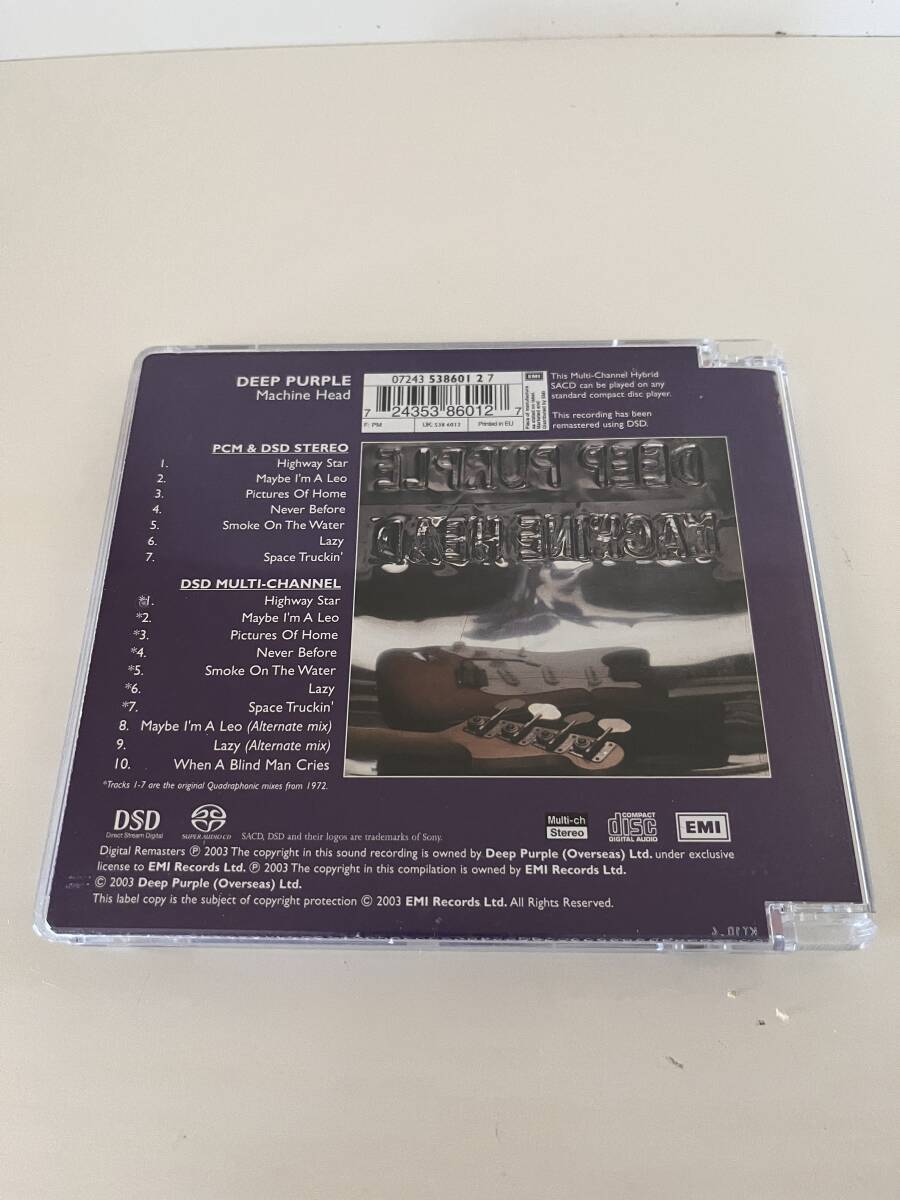 DEEP PURPLE
Machine Head
07243 538601 2 7
7 24353 86012 7
F: PM
UK: 538 6012
Printed in EU
EMI
This Multi-Channel Hybrid
SACD can be played on any
standard compact disc player.
This recording has been
remastered using DSD.
PCM & DSD STEREO
1. Highway Star
2. Maybe I'm A Leo
3. Pictures Of Home
4. Never Before
5. Smoke On The Water
6. Lazy
7. Space Truckin'
DSD MULTI-CHANNEL
*1. Highway Star
*2. Maybe I'm A Leo
*3. Pictures Of Home
*4. Never Before
*5. Smoke On The Water
*6. Lazy
*7. Space Truckin'
8. Maybe I'm A Leo (Alternate mix)
9. Lazy (Alternate mix)
10. When A Blind Man Cries
*Tracks 1-7 are the original Quadraphonic mixes from 1972.
DEEP PURPLE
MACHINE HEAD
DSD
Direct Stream Digital
SUPER AUDIO CD
SACD, DSD and their logos are trademarks of Sony.
Multi-ch
Stereo
COMPACT
disc
DIGITAL AUDIO
EMI
Digital Remasters ℗ 2003 The copyright in this sound recording is owned by Deep Purple (Overseas) Ltd. under exclusive
license to EMI Records Ltd. ℗ 2003 The copyright in this compilation is owned by EMI Records Ltd.
© 2003 Deep Purple (Overseas) Ltd.
This label copy is the subject of copyright protection © 2003 EMI Records Ltd. All Rights Reserved.